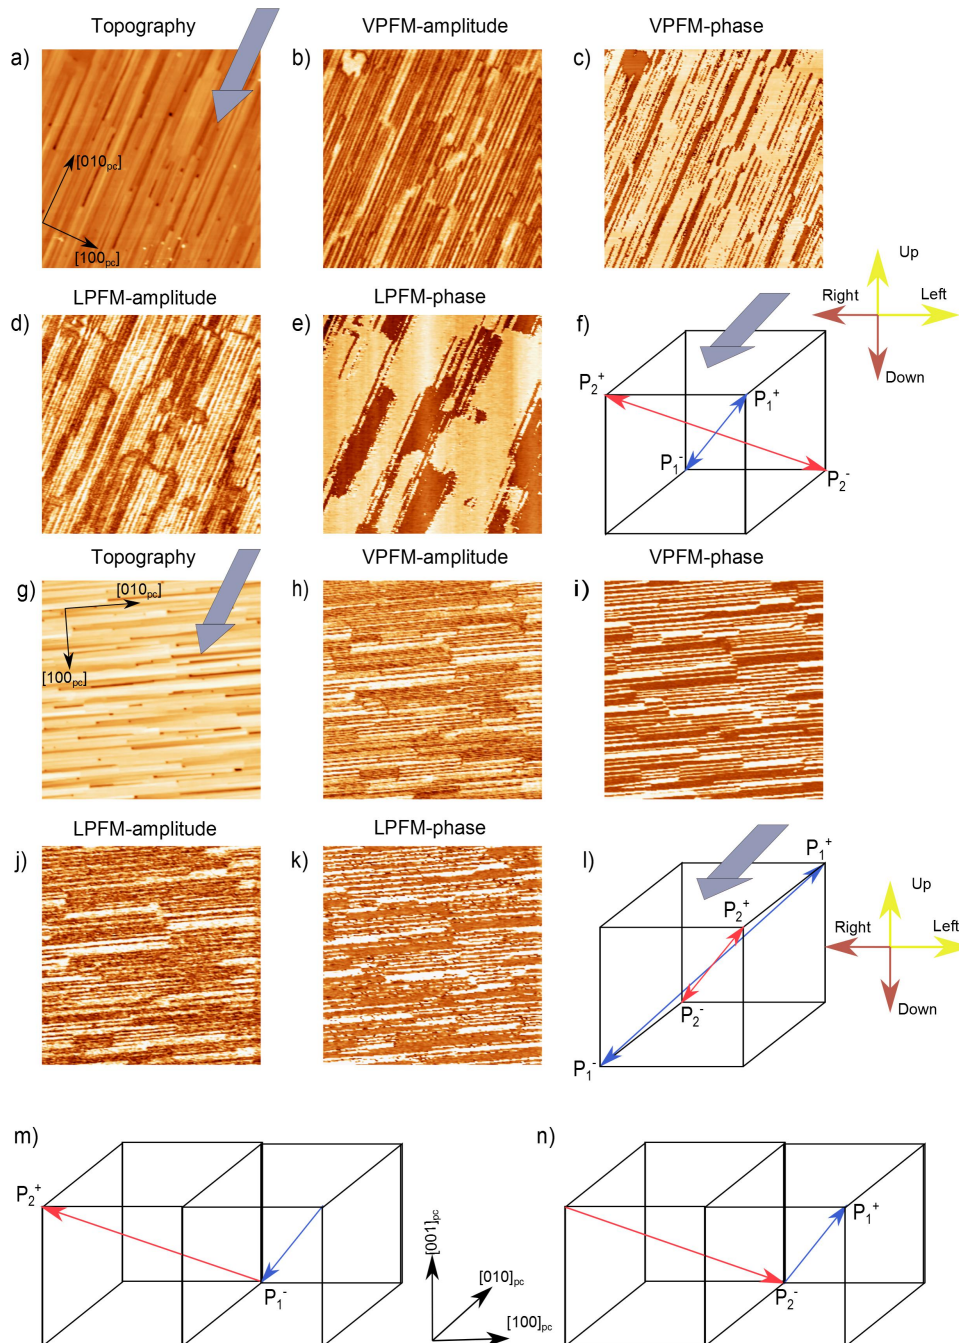 Topography VPFM-amplitude VPFM-phase
a) b) c)
[010pc]
[100pc]
Up
Right Left
Down
LPFM-amplitude LPFM-phase
d) e) f)
P2+ P1+
P1- P2-
Topography VPFM-amplitude VPFM-phase
g) h) i)
[010pc]
[100pc]
LPFM-amplitude LPFM-phase
j) k) l)
P1+
P2+
P2-
P1-
Up
Right Left
Down
m) n)
P2+
P1-
P1+
P2-
[001]pc
[010]pc
[100]pc